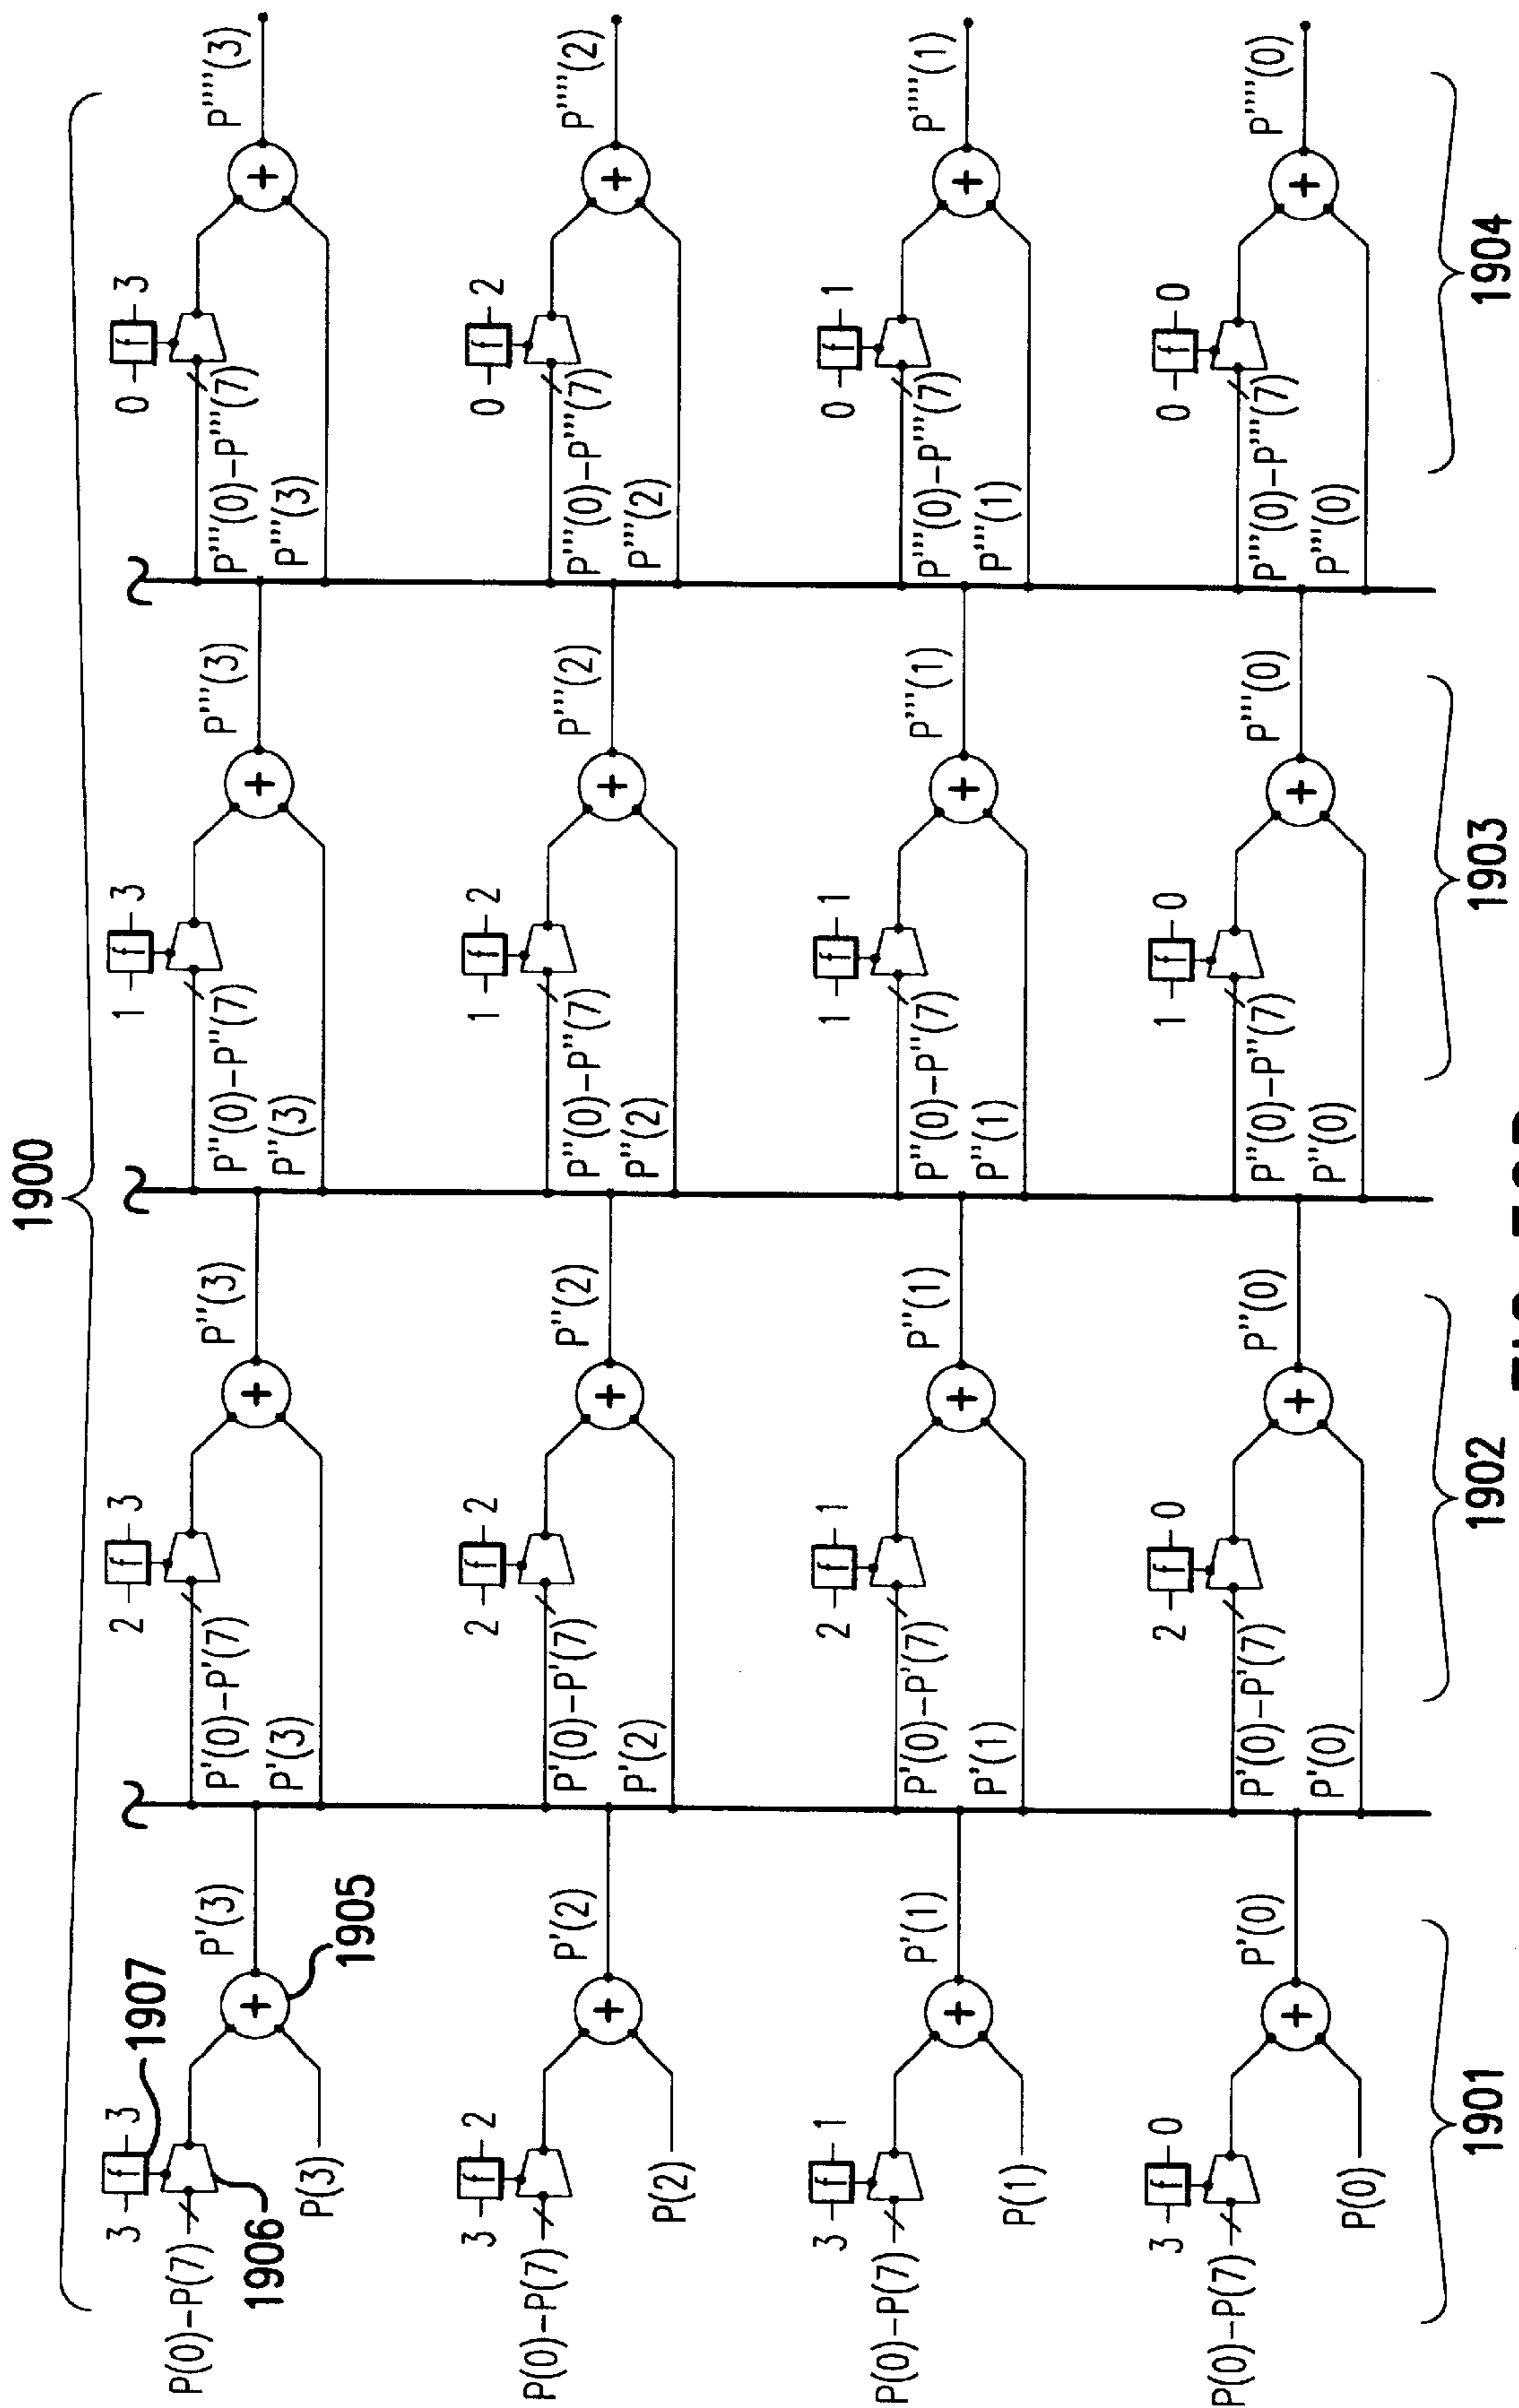 1900
3 f 3
1907
2 f 3
1 f 3
0 f 3
P(0)-P(7)
P'(3)
P'(0)-P'(7)
P''(3)
P''(0)-P''(7)
P'''(3)
P'''(0)-P'''(7)
P''''(3)
1906
P(3)
1905
P'(3)
P''(3)
P'''(3)
3 f 2
2 f 2
1 f 2
0 f 2
P(0)-P(7)
P'(2)
P'(0)-P'(7)
P''(2)
P''(0)-P''(7)
P'''(2)
P'''(0)-P'''(7)
P''''(2)
P(2)
P'(2)
P''(2)
P'''(2)
3 f 1
2 f 1
1 f 1
0 f 1
P(0)-P(7)
P'(1)
P'(0)-P'(7)
P''(1)
P''(0)-P''(7)
P'''(1)
P'''(0)-P'''(7)
P''''(1)
P(1)
P'(1)
P''(1)
P'''(1)
3 f 0
2 f 0
1 f 0
0 f 0
P(0)-P(7)
P'(0)
P'(0)-P'(7)
P''(0)
P''(0)-P''(7)
P'''(0)
P'''(0)-P'''(7)
P''''(0)
P(0)
P'(0)
P''(0)
P'''(0)
1901
1902
1903
1904